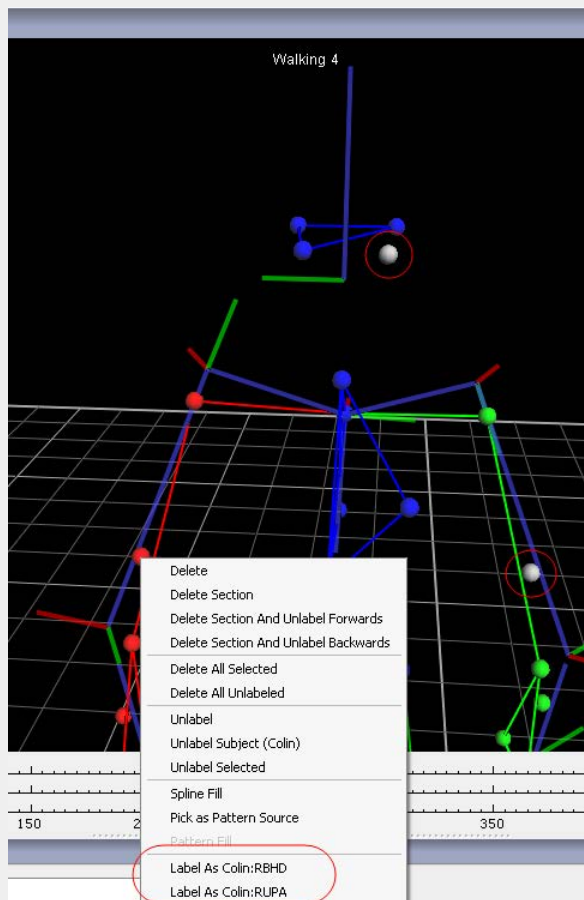 Walking 4
Delete
Delete Section
Delete Section And Unlabel Forwards
Delete Section And Unlabel Backwards
Delete All Selected
Delete All Unlabeled
Unlabel
Unlabel Subject (Colin)
Unlabel Selected
Spline Fill
Pick as Pattern Source
Pattern Fill
150 2 350
Label As Colin:RBHD
Label As Colin:RUPA